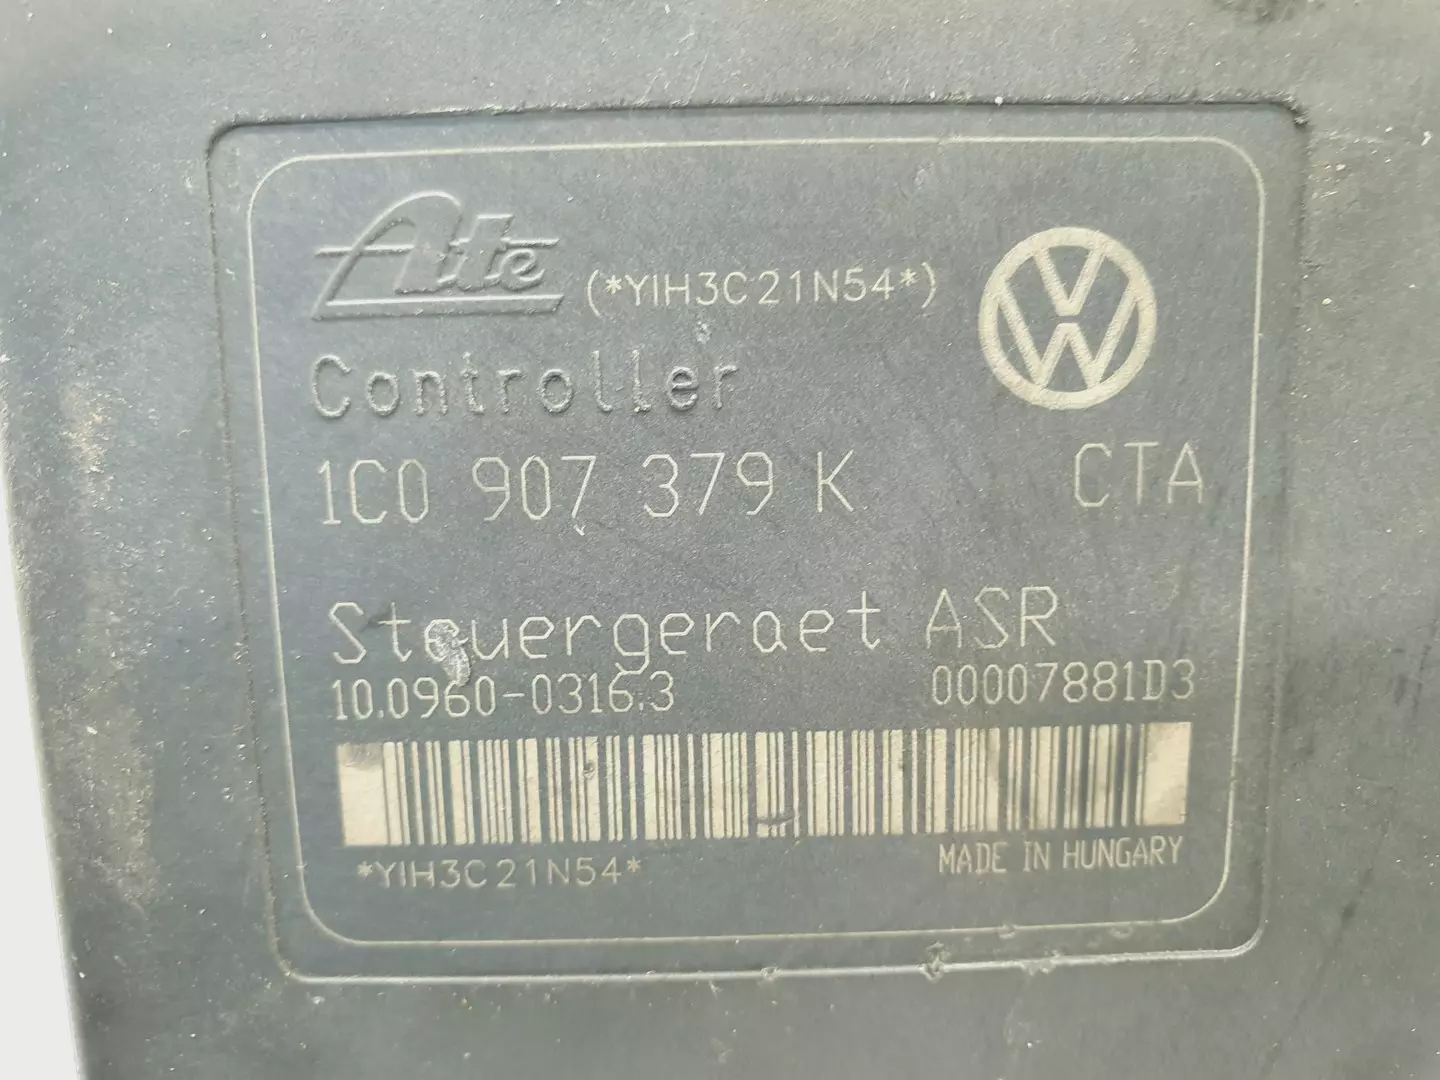 Ate (*YIH3C21N54*)
Controller
1C0 907 379 K CTA
Steuergeraet ASR
10.0960-0316.3 00007881D3
*YIH3C21N54*
MADE IN HUNGARY